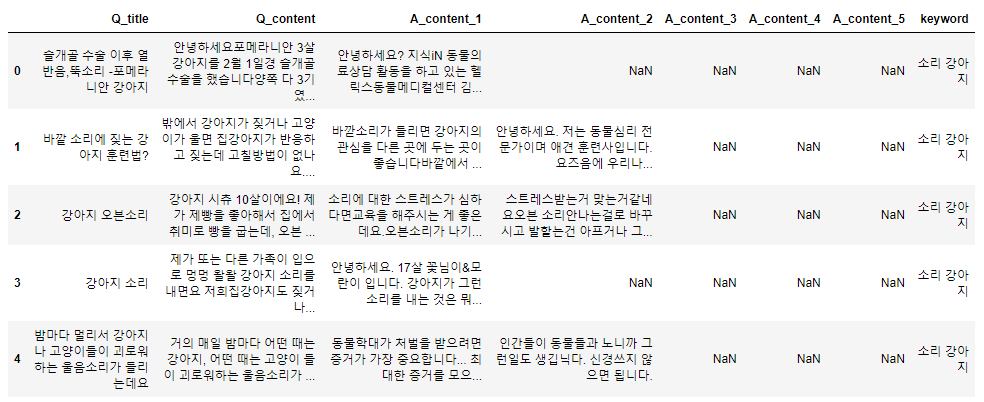 Q_title Q_content A_content_1 A_content_2 A_content_3 A_content_4 A_content_5 keyword
0
슬개골 수술 이후 열
반응,뚝소리 -포메라
니안 강아지
안녕하세요포메라니안 3살
강아지를 2월 1일경 슬개골
수술을 했습니다양쪽 다 3기
였...
안녕하세요? 지식iN 동물의
료상담 활동을 하고 있는 헬
릭스동물메디컬센터 김...
NaN
NaN
NaN
NaN
소리 강아
지
1
바깥 소리에 짖는 강
아지 훈련법?
밖에서 강아지가 짖거나 고양
이가 울면 집강아지가 반응하
고 짖는데 고칠방법이 없나
요....
바깥소리가 들리면 강아지의
관심을 다른 곳에 두는 곳이
좋습니다바깥에서 ...
안녕하세요. 저는 동물심리 전
문가이며 애견 훈련사입니다.
요즈음에 우리나...
NaN
NaN
NaN
소리 강아
지
2
강아지 오븐소리
강아지 시츄 10살이에요! 제
가 제빵을 좋아해서 집에서
취미로 빵을 굽는데, 오븐 ...
소리에 대한 스트레스가 심하
다면교육을 해주시는 게 좋은
데요.오븐소리가 나기...
스트레스받는거 맞는거같네
요오븐 소리안나는걸로 바꾸
시고 발핥는건 아프거나 그...
NaN
NaN
NaN
소리 강아
지
3
강아지 소리
제가 또는 다른 가족이 입으
로 멍멍 왈왈 강아지 소리를
내면요 저희집강아지도 짖거
나...
안녕하세요. 17살 꽃님이&모
란이 입니다. 강아지가 그런
소리를 내는 것은 뭐...
NaN
NaN
NaN
NaN
소리 강아
지
4
밤마다 멀리서 강아지
나 고양이들이 괴로워
하는 울음소리가 들리
는데요
거의 매일 밤마다 어떤 때는
강아지, 어떤 때는 고양이 들
이 괴로워하는 울음소리가 ...
동물학대가 처벌을 받으려면
증거가 가장 중요합니다... 최
대한 증거를 모으...
인간들이 동물들과 노니까 그
런일도 생깁늬다. 신경쓰지 않
으면 됩니다.
NaN
NaN
NaN
소리 강아
지